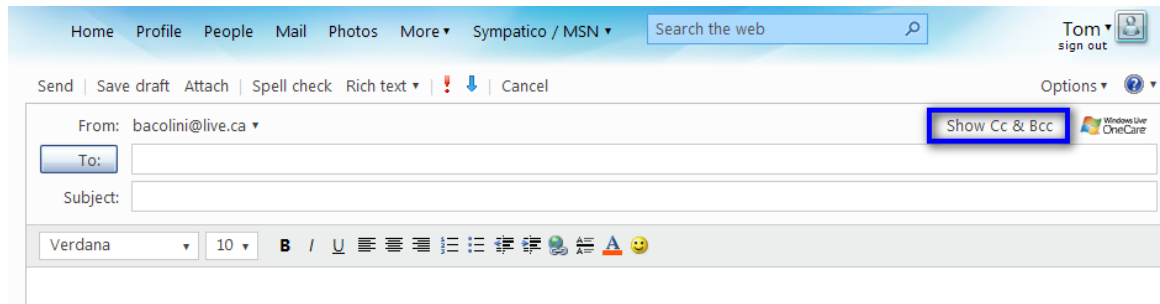 Home Profile People Mail Photos More Sympatico / MSN Search the web Tom
sign out
Send | Save draft Attach | Spell check Rich text | | Cancel Options
From: bacolini@live.ca Show Cc & Bcc Windows Live OneCare
To:
Subject:
Verdana 10 B I U A